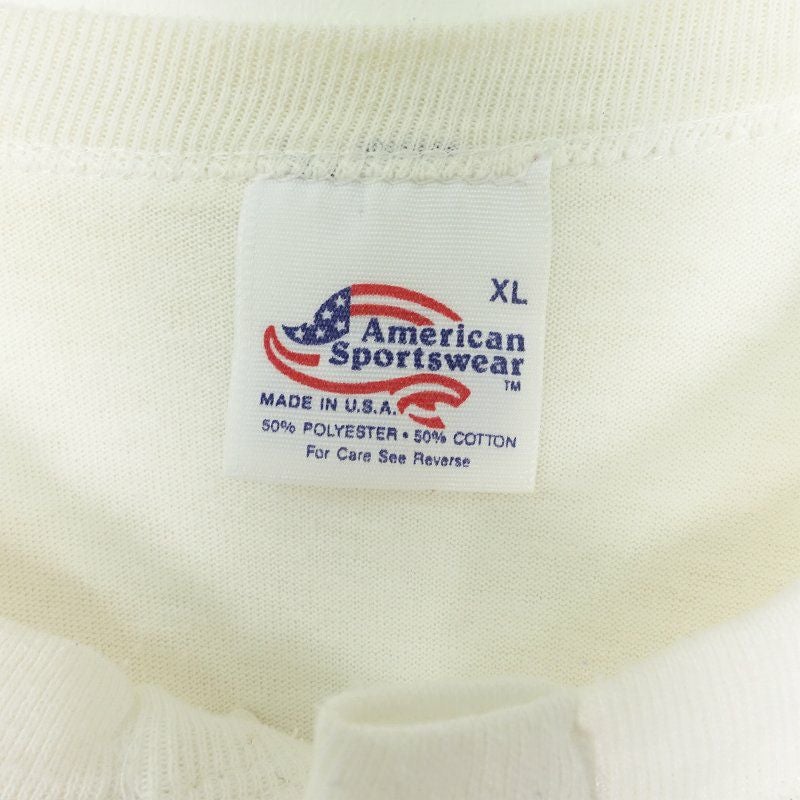 XL
American
Sportswear
™
MADE IN U.S.A.
50% POLYESTER • 50% COTTON
For Care See Reverse